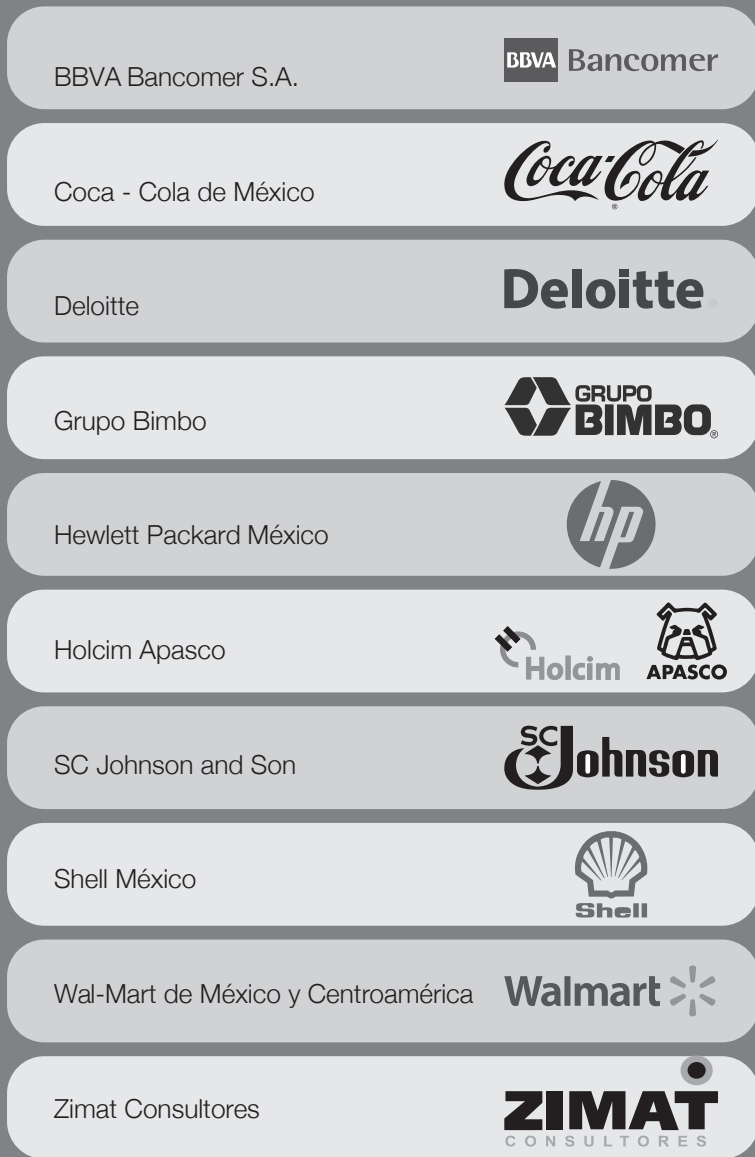 BBVA Bancomer S.A.
BBVA Bancomer
Coca - Cola de México
Coca-Cola
®
Deloitte
Deloitte.
Grupo Bimbo
GRUPO
BIMBO®
Hewlett Packard México
hp
Holcim Apasco
Holcim
APASCO
SC Johnson and Son
SC Johnson
Shell México
Shell
Wal-Mart de México y Centroamérica
Walmart
Zimat Consultores
ZIMAT
CONSULTORES